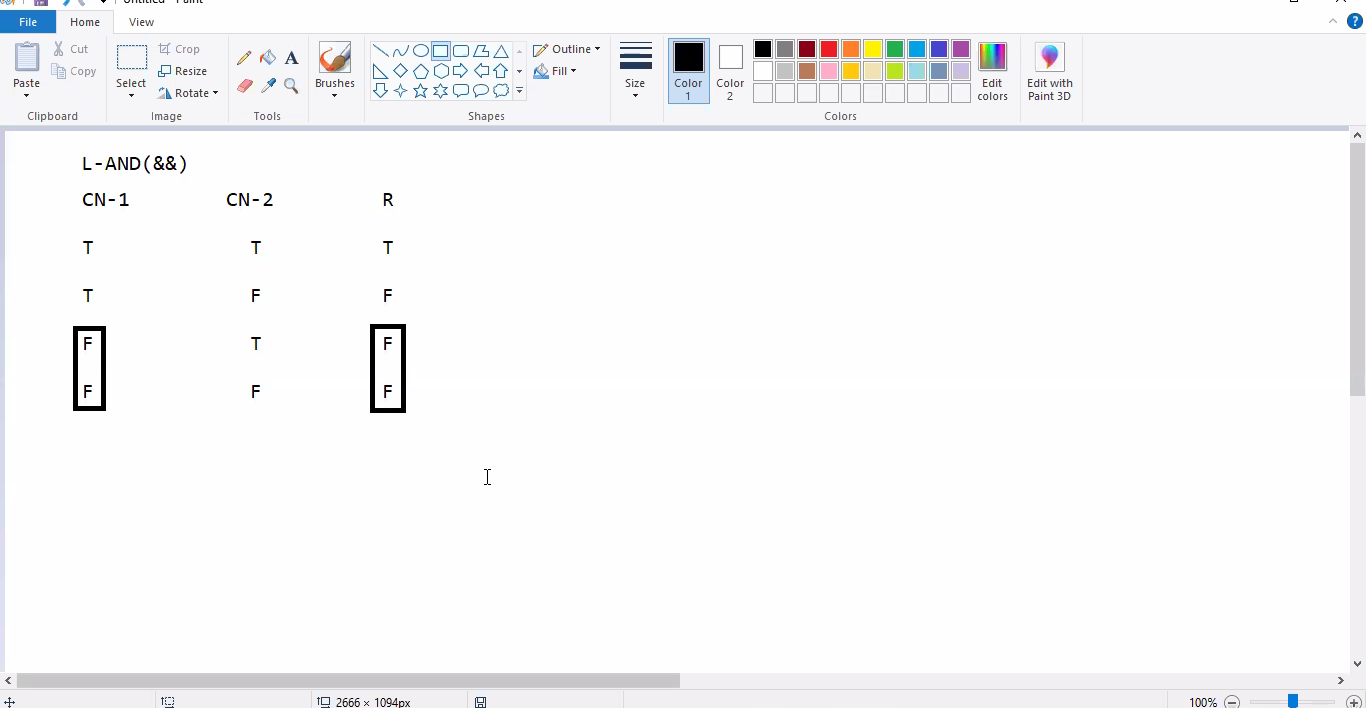 Untitled - Paint
File Home View
Paste
Cut
Copy
Clipboard
Select
Crop
Resize
Rotate
Image
A
Tools
Brushes
Shapes
Outline
Fill
Size
Color 1
Color 2
Edit colors
Colors
Edit with Paint 3D
?
L-AND(&&)
CN-1 CN-2 R
T T T
T F F
F T F
F F F
2666 × 1094px
100%